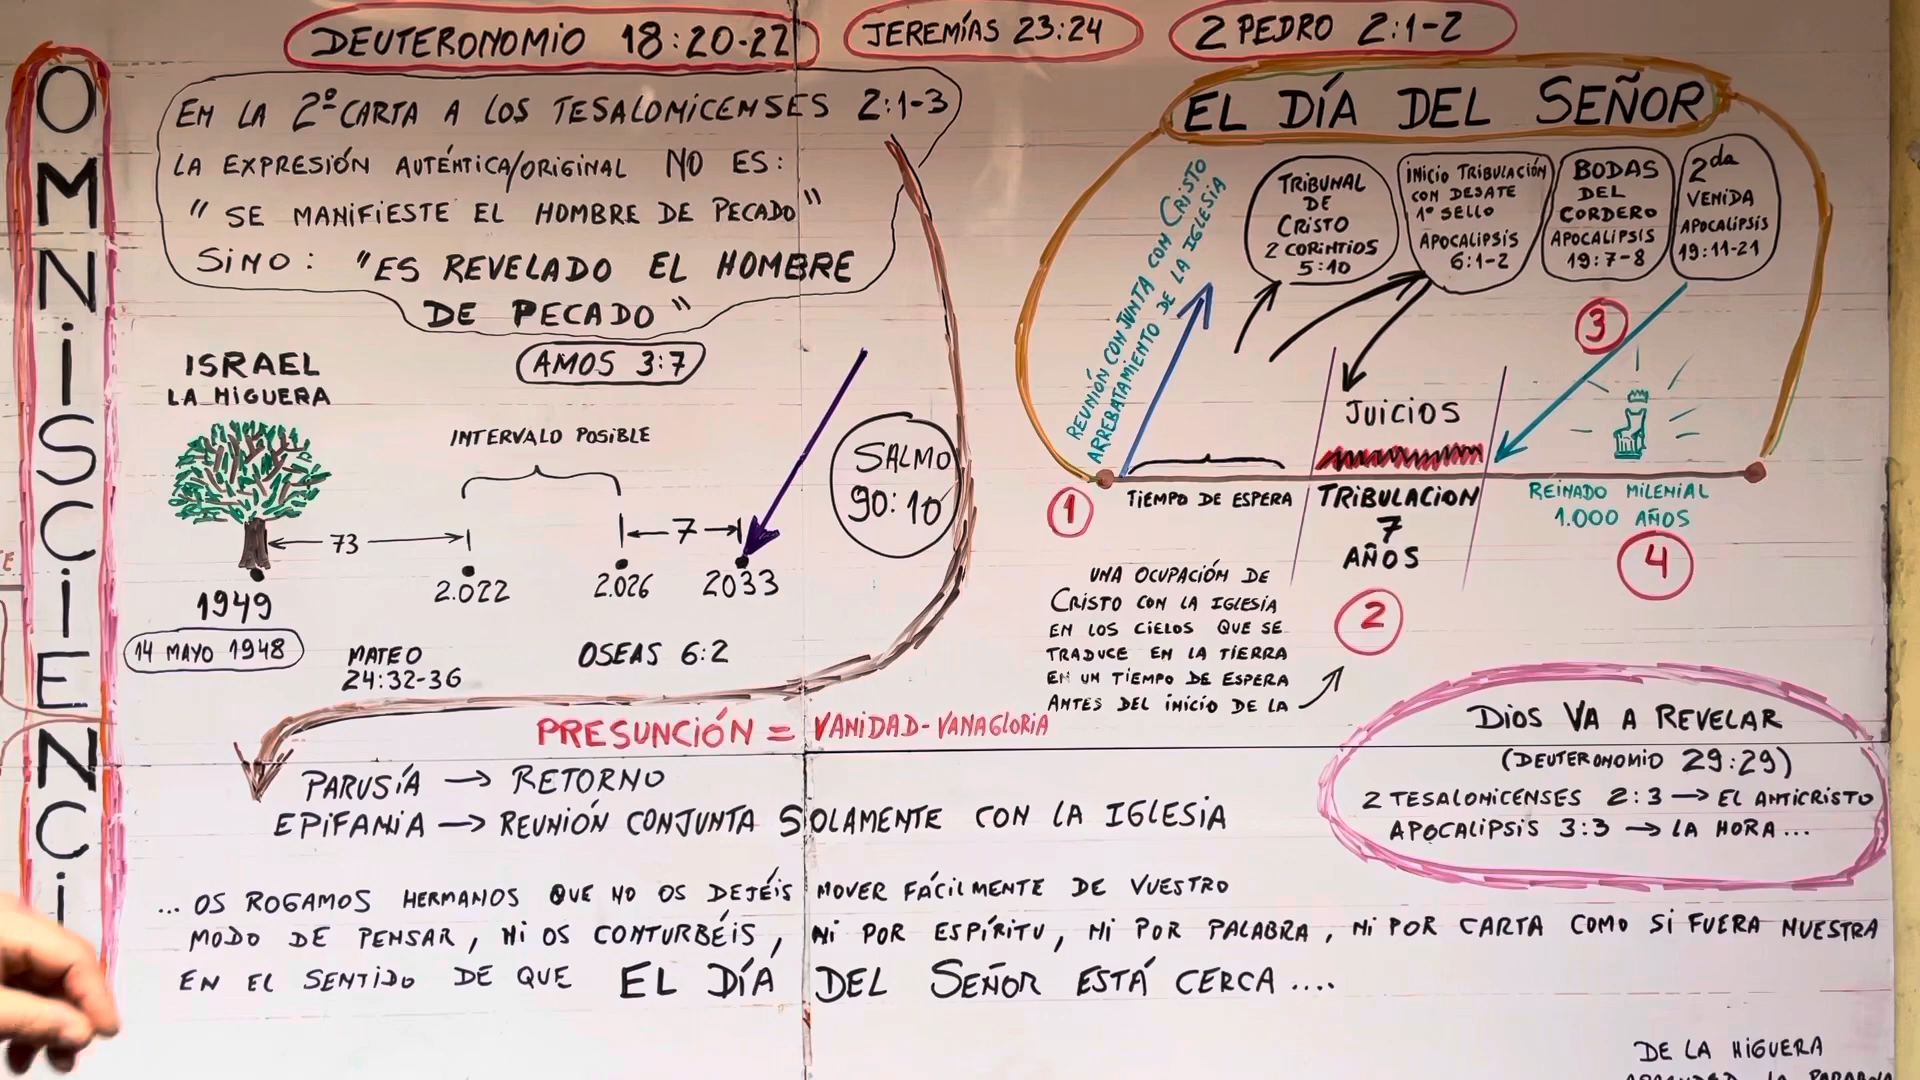 DEUTERONOMIO 18:20-22
JEREMÍAS 23:24
2 PEDRO 2:1-2
OMNiSCiENCi
EN LA 2º CARTA A LOS TESALONICENSES 2:1-3
LA EXPRESIÓN AUTÉNTICA/ORIGINAL NO ES:
"SE MANIFIESTE EL HOMBRE DE PECADO"
SINO: "ES REVELADO EL HOMBRE
DE PECADO"
AMOS 3:7
ISRAEL
LA HIGUERA
INTERVALO POSIBLE
73
7
1949
2.022
2.026
2033
14 MAYO 1948
MATEO
24:32-36
OSEAS 6:2
SALMO
90:10
EL DÍA DEL SEÑOR
REUNIÓN CONJUNTA CON CRISTO
ARREBATAMIENTO DE LA IGLESIA
TRIBUNAL
DE
CRISTO
2 CORINTIOS
5:10
INICIO TRIBULACIÓN
CON DESATE
1º SELLO
APOCALIPSIS
6:1-2
BODAS
DEL
CORDERO
APOCALIPSIS
19:7-8
2da
VENIDA
APOCALIPSIS
19:11-21
3
JUICIOS
1
TIEMPO DE ESPERA
TRIBULACION
7
AÑOS
2
REINADO MILENIAL
1.000 AÑOS
4
UNA OCUPACIÓN DE
CRISTO CON LA IGLESIA
EN LOS CIELOS QUE SE
TRADUCE EN LA TIERRA
EN UN TIEMPO DE ESPERA
ANTES DEL INICIO DE LA
PRESUNCIÓN = VANIDAD-VANAGLORIA
PARUSÍA → RETORNO
EPIFANIA → REUNIÓN CONJUNTA SOLAMENTE CON LA IGLESIA
DIOS VA A REVELAR
(DEUTERONOMIO 29:29)
2 TESALONICENSES 2:3 → EL ANTICRISTO
APOCALIPSIS 3:3 → LA HORA...
... OS ROGAMOS HERMANOS QUE NO OS DEJÉIS MOVER FÁCILMENTE DE VUESTRO
MODO DE PENSAR, NI OS CONTURBÉIS, NI POR ESPÍRITU, NI POR PALABRA, NI POR CARTA COMO SI FUERA NUESTRA
EN EL SENTIDO DE QUE EL DÍA DEL SEÑOR ESTÁ CERCA....
DE LA HIGUERA